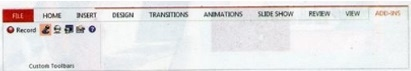 FILE HOME INSERT DESIGN TRANSITIONS ANIMATIONS SLIDE SHOW REVIEW VIEW ADD-INS
Record
Custom Toolbars